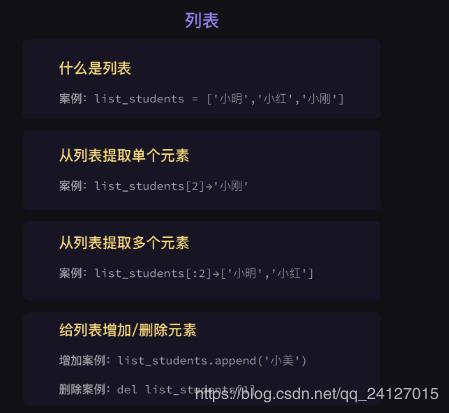 列表
什么是列表
案例：list_students = ['小明','小红','小刚']
从列表提取单个元素
案例：list_students[2]→'小刚'
从列表提取多个元素
案例：list_students[:2]→['小明','小红']
给列表增加/删除元素
增加案例：list_students.append('小美')
删除案例：del list_students[1]
https://blog.csdn.net/qq_24127015